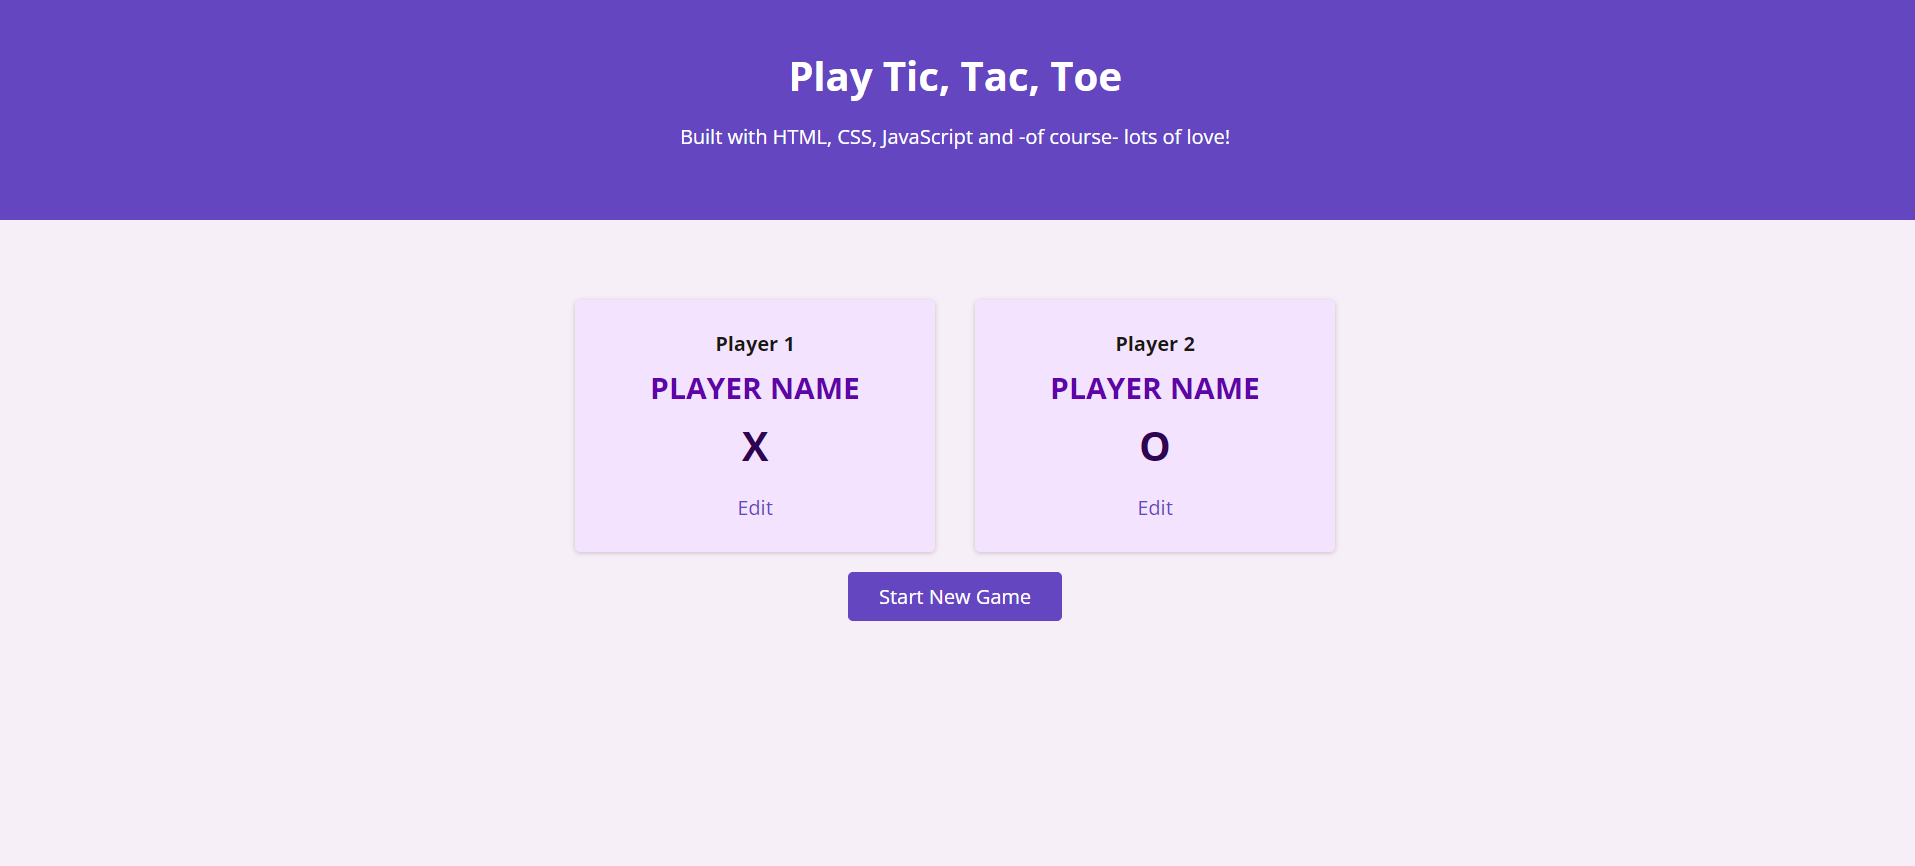 Play Tic, Tac, Toe
Built with HTML, CSS, JavaScript and -of course- lots of love!
Player 1
PLAYER NAME
X
Edit
Player 2
PLAYER NAME
O
Edit
Start New Game